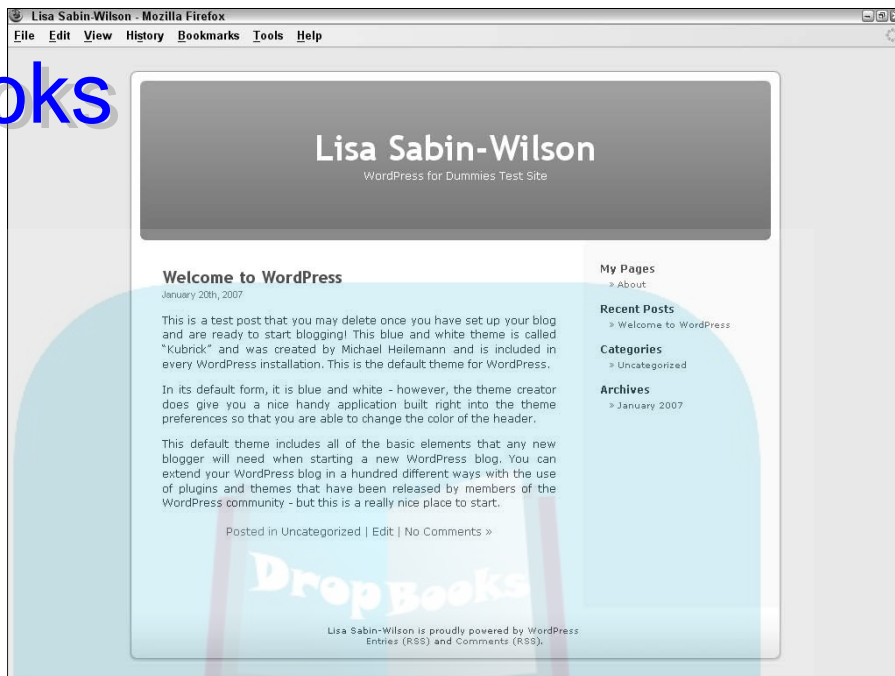 Lisa Sabin-Wilson - Mozilla Firefox
File Edit View History Bookmarks Tools Help
oks
Lisa Sabin-Wilson
WordPress for Dummies Test Site
Welcome to WordPress
January 20th, 2007
This is a test post that you may delete once you have set up your blog
and are ready to start blogging! This blue and white theme is called
“Kubrick” and was created by Michael Heilemann and is included in
every WordPress installation. This is the default theme for WordPress.
In its default form, it is blue and white - however, the theme creator
does give you a nice handy application built right into the theme
preferences so that you are able to change the color of the header.
This default theme includes all of the basic elements that any new
blogger will need when starting a new WordPress blog. You can
extend your WordPress blog in a hundred different ways with the use
of plugins and themes that have been released by members of the
WordPress community - but this is a really nice place to start.
Posted in Uncategorized | Edit | No Comments »
My Pages
» About
Recent Posts
» Welcome to WordPress
Categories
» Uncategorized
Archives
» January 2007
DropBooks
Lisa Sabin-Wilson is proudly powered by WordPress
Entries (RSS) and Comments (RSS).